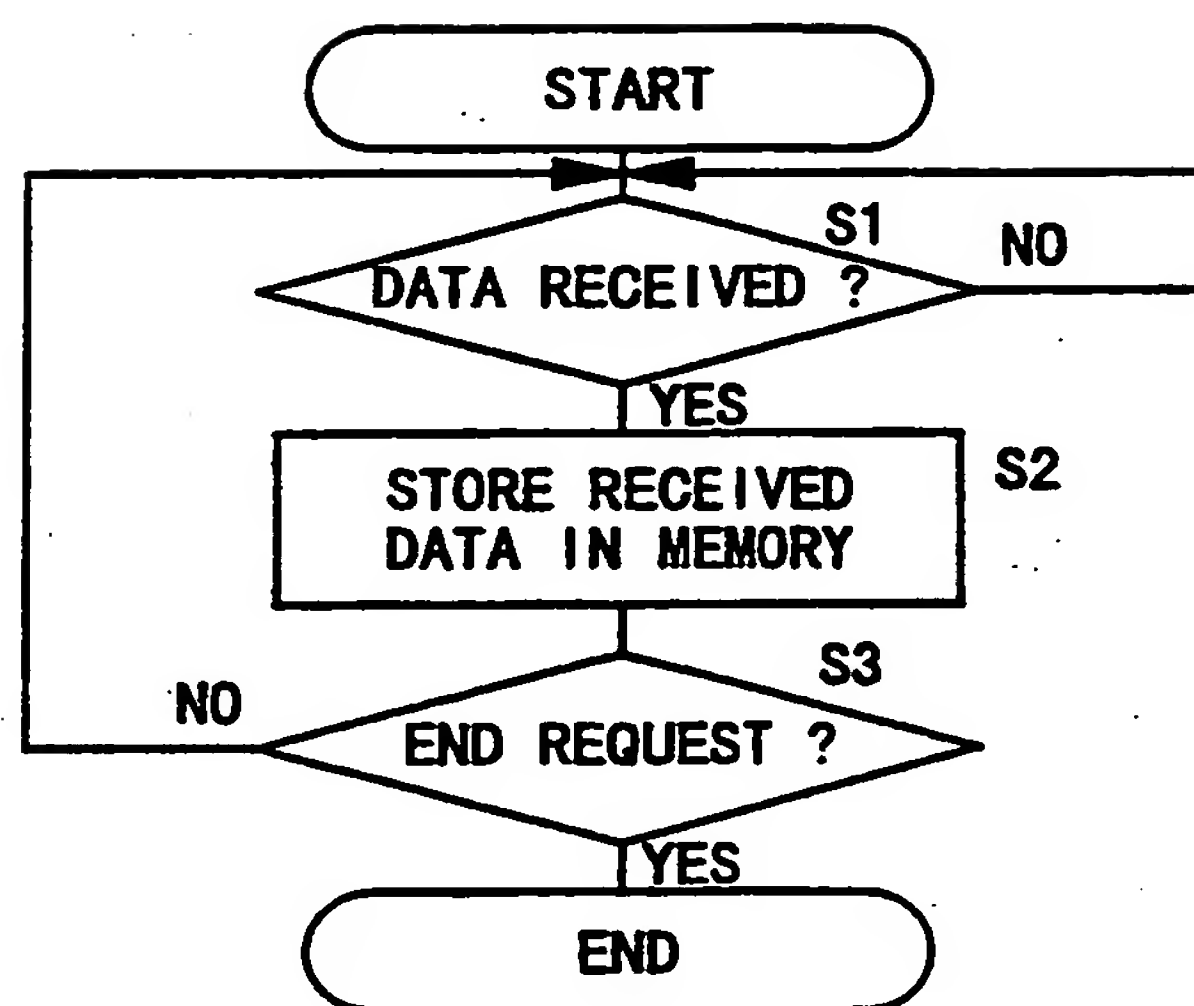 START
S1
NO
DATA RECEIVED ?
YES
STORE RECEIVED
DATA IN MEMORY
S2
S3
NO
END REQUEST ?
YES
END